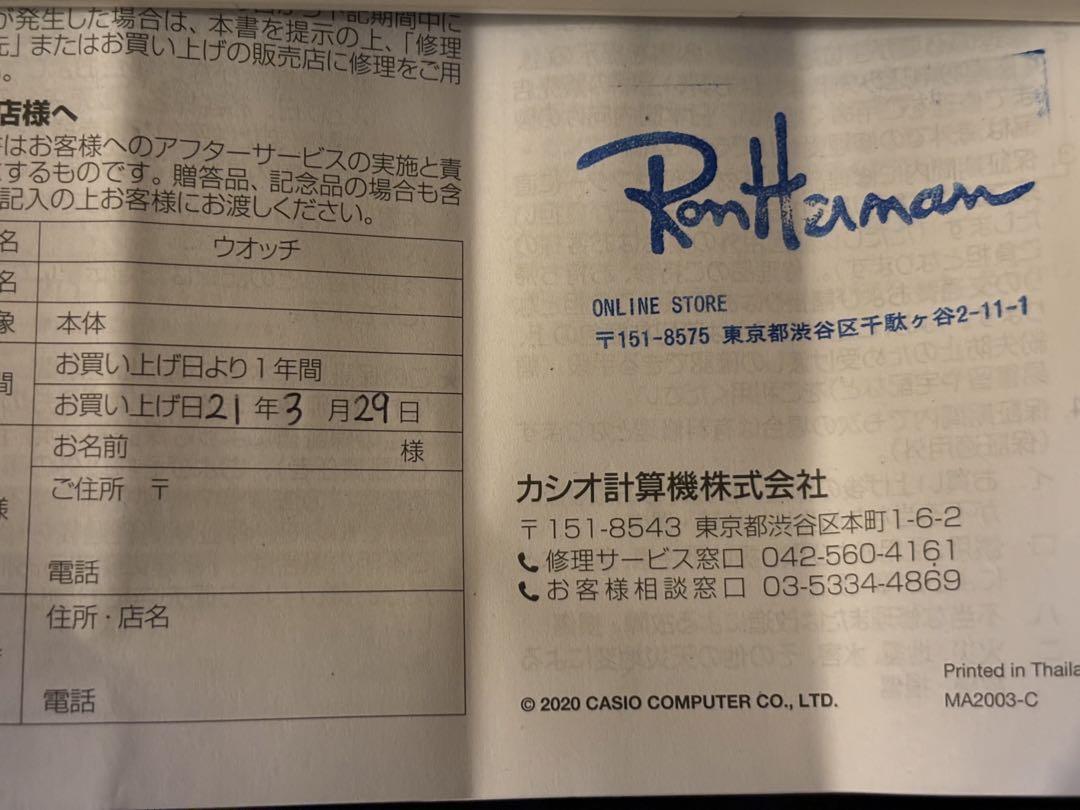 が発生した場合は、本書を提示の上、「修理
」またはお買い上げの販売店に修理をご用
店様へ
はお客様へのアフターサービスの実施と責
するものです。贈答品、記念品の場合も含
記入の上お客様にお渡しください。
名 ウオッチ
名
象 本体
間 お買い上げ日より1年間
お買い上げ日21年3月29日
お名前 様
様 ご住所 〒
電話
住所・店名
電話
Ron Herman
ONLINE STORE
〒151-8575 東京都渋谷区千駄ヶ谷2-11-1
カシオ計算機株式会社
〒151-8543 東京都渋谷区本町1-6-2
修理サービス窓口 042-560-4161
お客様相談窓口 03-5334-4869
Printed in Thaila
© 2020 CASIO COMPUTER CO., LTD.
MA2003-C